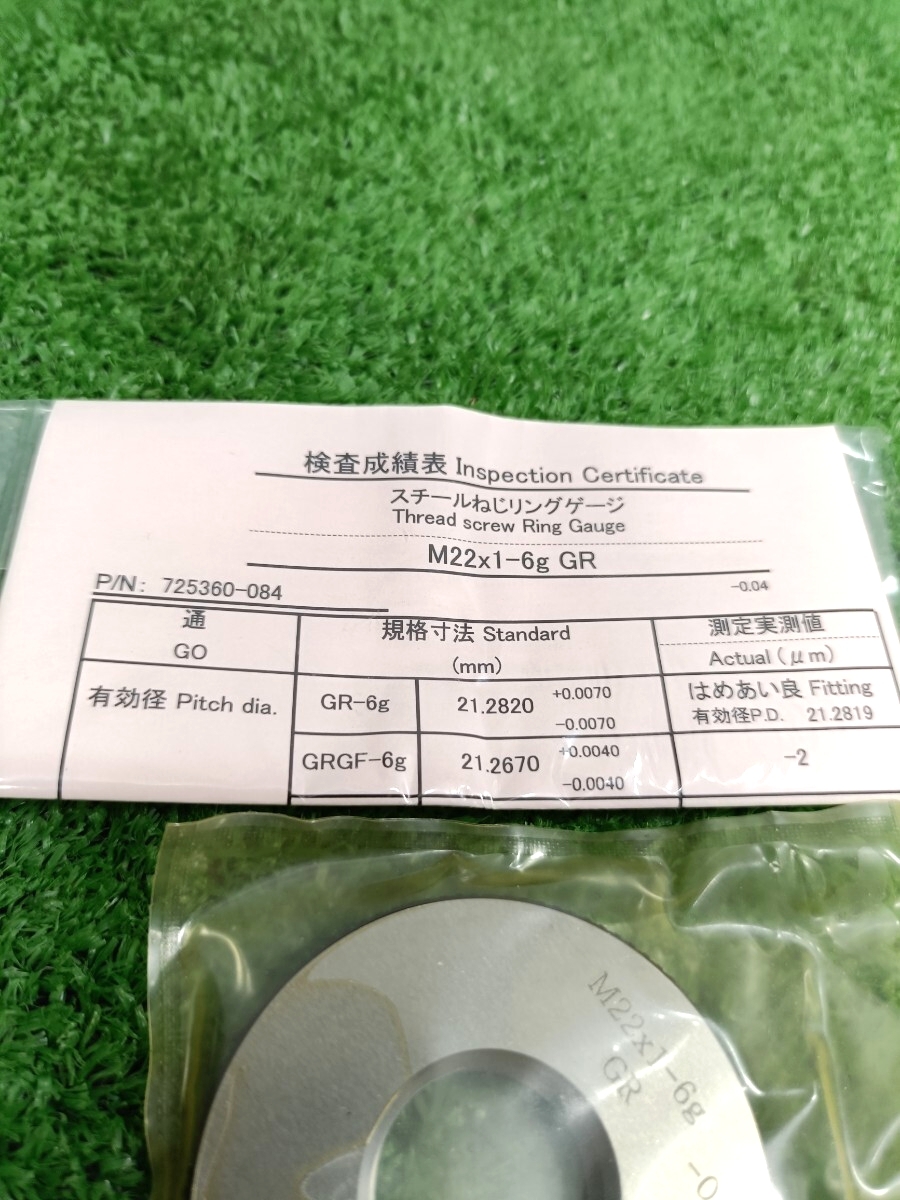 検査成績表 Inspection Certificate
スチールねじリングゲージ
Thread screw Ring Gauge
M22x1-6g GR
P/N: 725360-084
-0.04
通
GO
規格寸法 Standard
(mm)
測定実測値
Actual (μm)
有効径 Pitch dia.
GR-6g
21.2820
+0.0070
-0.0070
はめあい良 Fitting
有効径P.D. 21.2819
GRGF-6g
21.2670
+0.0040
-0.0040
-2
M22x1-6g
GR
-0